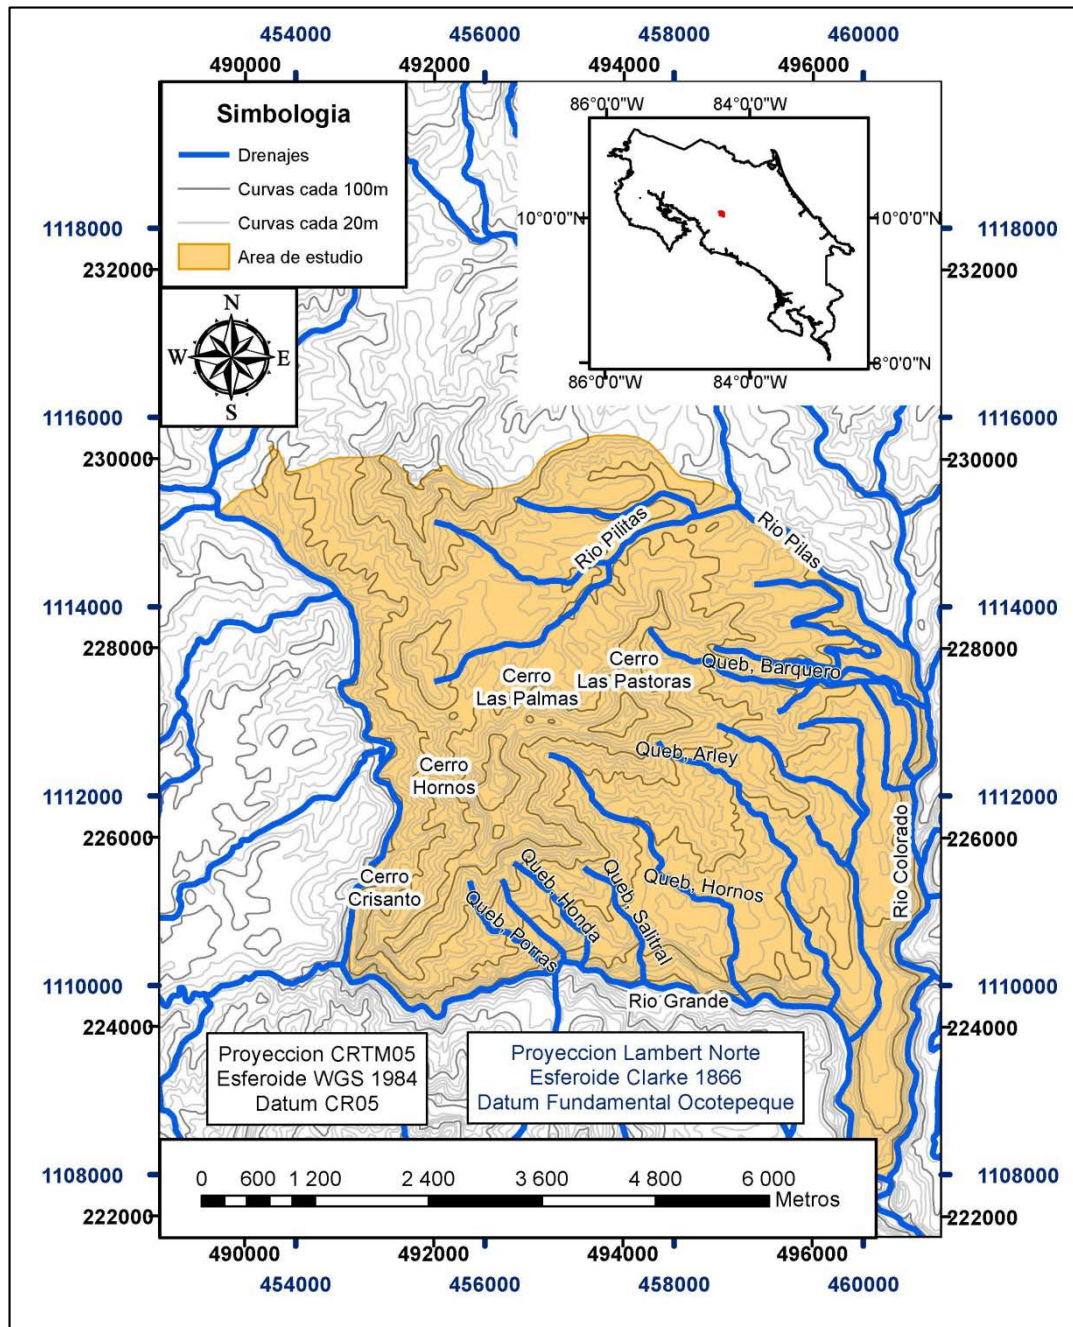 454000 456000 458000 460000
490000 492000 494000 496000
Simbologia
Drenajes
Curvas cada 100m
Curvas cada 20m
Area de estudio
86°0'0"W 84°0'0"W
10°0'0"N 10°0'0"N
8°0'0"N
86°0'0"W 84°0'0"W
N
W E
S
1118000 1118000
232000 232000
1116000 1116000
230000 230000
Rio Pilitas
Rio Pilas
1114000 1114000
228000 228000
Cerro
Las Palmas
Cerro
Las Pastoras
Queb, Barquero
Queb, Arley
Cerro
Hornos
1112000 1112000
226000 226000
Cerro
Crisanto
Queb, Porras
Queb, Honda
Queb, Salitral
Queb, Hornos
Rio Colorado
1110000 1110000
Rio Grande
224000 224000
Proyeccion CRTM05
Esferoide WGS 1984
Datum CR05
Proyeccion Lambert Norte
Esferoide Clarke 1866
Datum Fundamental Ocotepeque
1108000 1108000
0 600 1 200 2 400 3 600 4 800 6 000
Metros
222000 222000
490000 492000 494000 496000
454000 456000 458000 460000